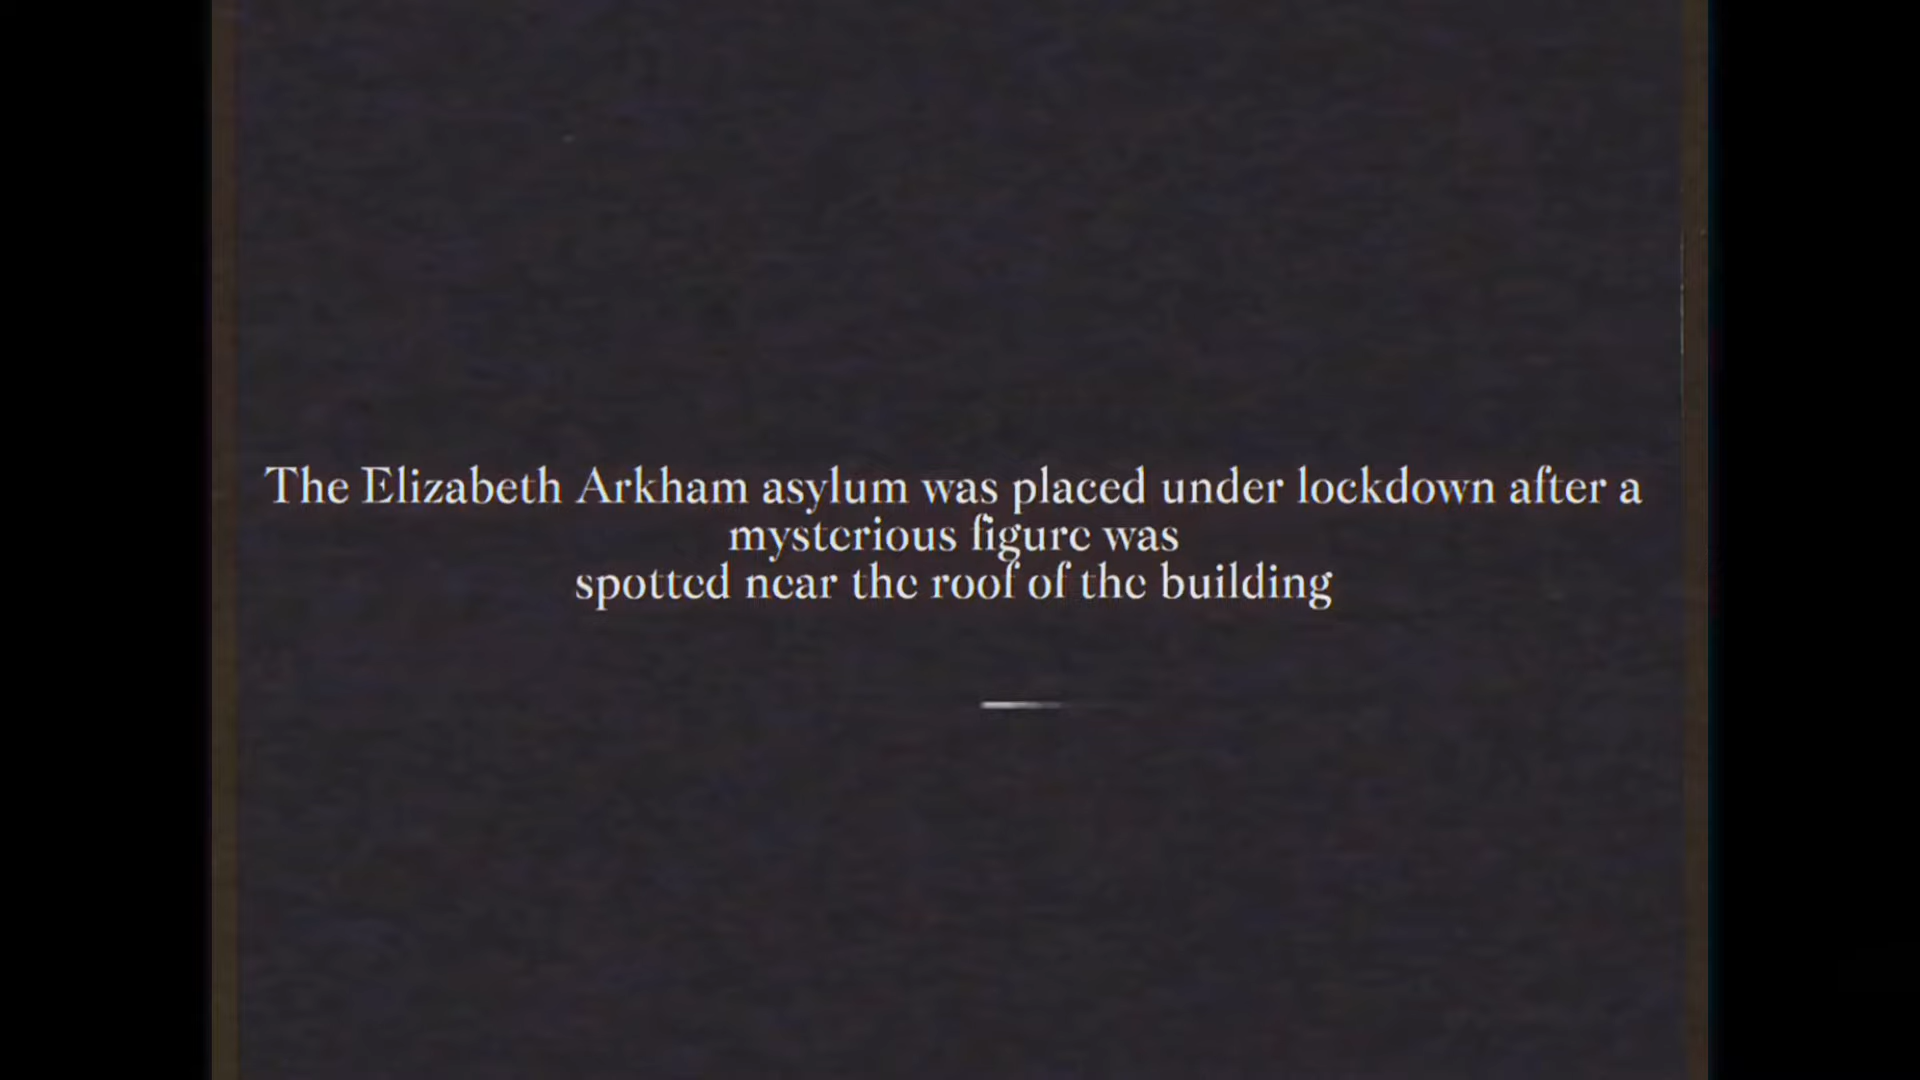 The Elizabeth Arkham asylum was placed under lockdown after a
mysterious figure was
spotted near the roof of the building